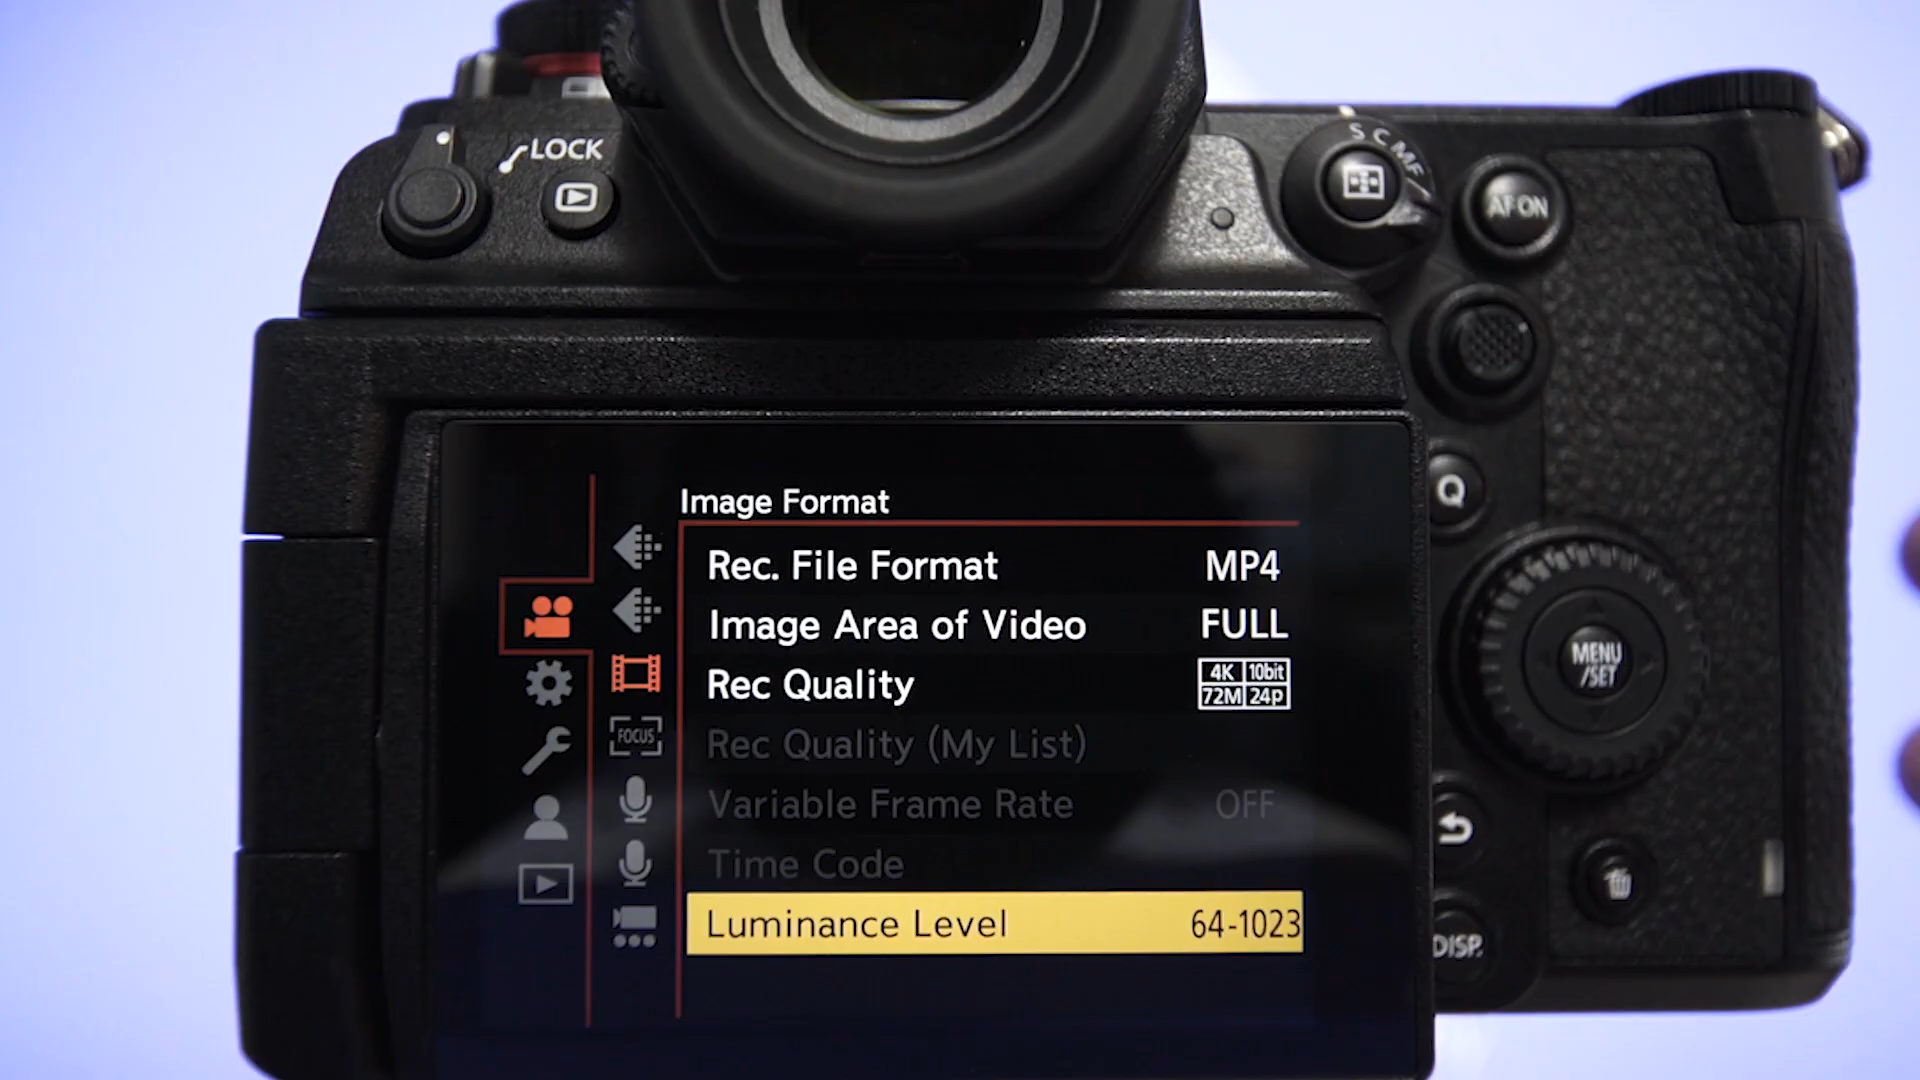 LOCK
S C MF
AF ON
Q
MENU
/SET
DISP.
Image Format
Rec. File Format MP4
Image Area of Video FULL
Rec Quality 4K 10bit
72M 24p
FOCUS
Rec Quality (My List)
Variable Frame Rate OFF
Time Code
Luminance Level 64-1023